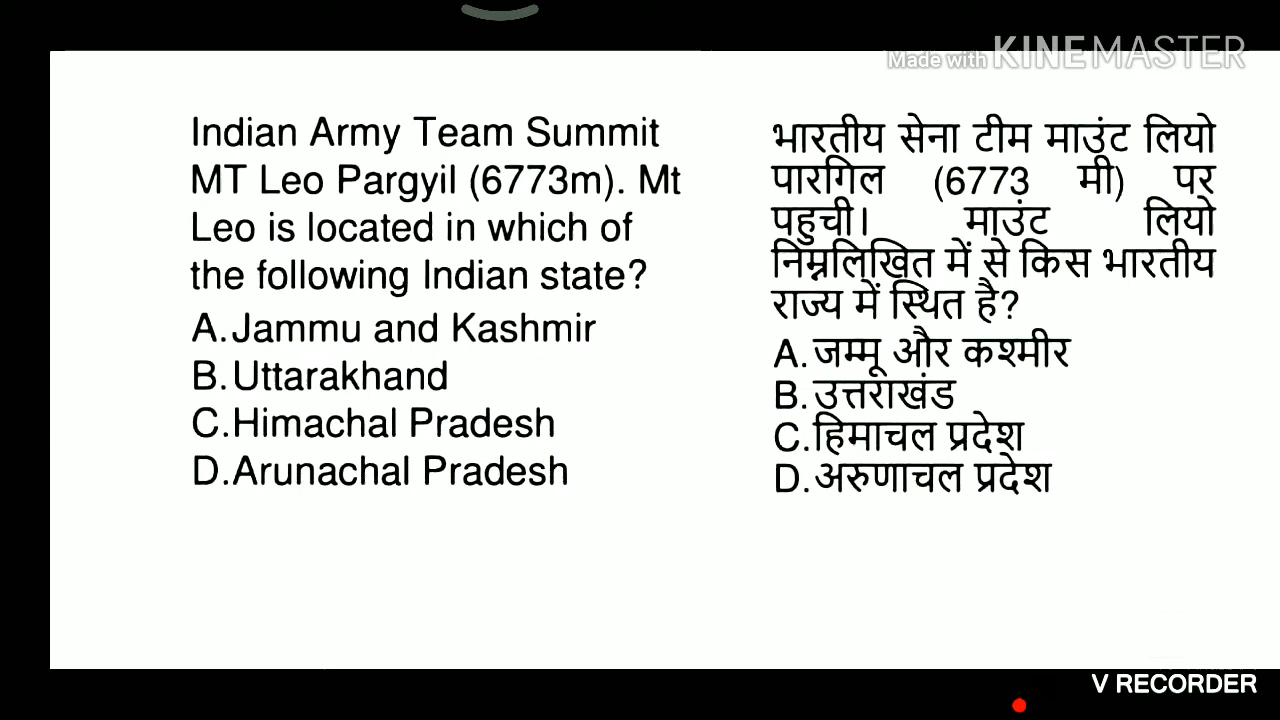 Made with KINEMASTER
Indian Army Team Summit
MT Leo Pargyil (6773m). Mt
Leo is located in which of
the following Indian state?
A.Jammu and Kashmir
B.Uttarakhand
C.Himachal Pradesh
D.Arunachal Pradesh
भारतीय सेना टीम माउंट लियो
पारगिल (6773 मी) पर
पहुची। माउंट लियो
निम्नलिखित में से किस भारतीय
राज्य में स्थित है?
A.जम्मू और कश्मीर
B.उत्तराखंड
C.हिमाचल प्रदेश
D.अरुणाचल प्रदेश
V RECORDER